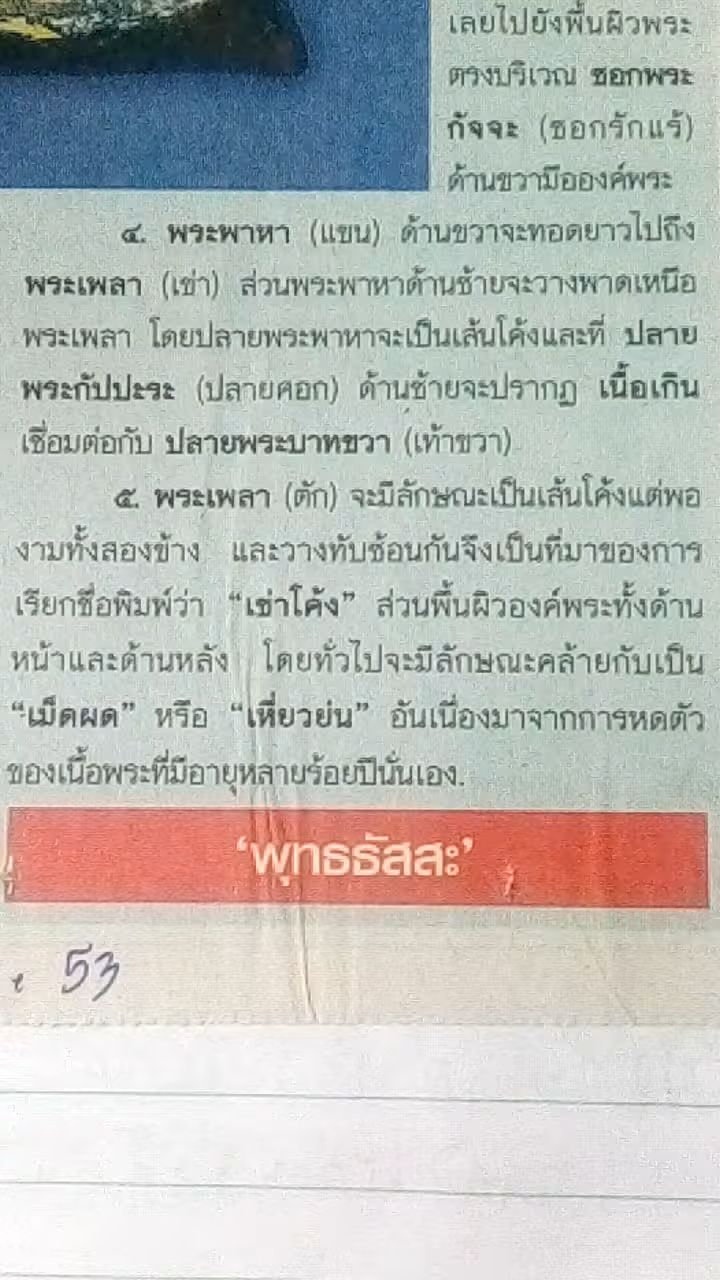 เลยไปยังพื้นผิวพระ
ตรงบริเวณ ซอกพระ
กัจจะ (ซอกรักแร้)
ด้านขวามือองค์พระ
๔. พระพาหา (แขน) ด้านขวาจะทอดยาวไปถึง
พระเพลา (เข่า) ส่วนพระพาหาด้านซ้ายจะวางพาดเหนือ
พระเพลา โดยปลายพระพาหาจะเป็นเส้นโค้งและที่ ปลาย
พระกัปปะระ (ปลายศอก) ด้านซ้ายจะปรากฏ เนื้อเกิน
เชื่อมต่อกับ ปลายพระบาทขวา (เท้าขวา)
๕. พระเพลา (ตัก) จะมีลักษณะเป็นเส้นโค้งแต่พอ
งามทั้งสองข้าง และวางทับซ้อนกันจึงเป็นที่มาของการ
เรียกชื่อพิมพ์ว่า “เข่าโค้ง” ส่วนพื้นผิวองค์พระทั้งด้าน
หน้าและด้านหลัง โดยทั่วไปจะมีลักษณะคล้ายกับเป็น
“เม็ดผด” หรือ “เหี่ยวย่น” อันเนื่องมาจากการหดตัว
ของเนื้อพระที่มีอายุหลายร้อยปีนั่นเอง.
‘พุทธธัสสะ’
53